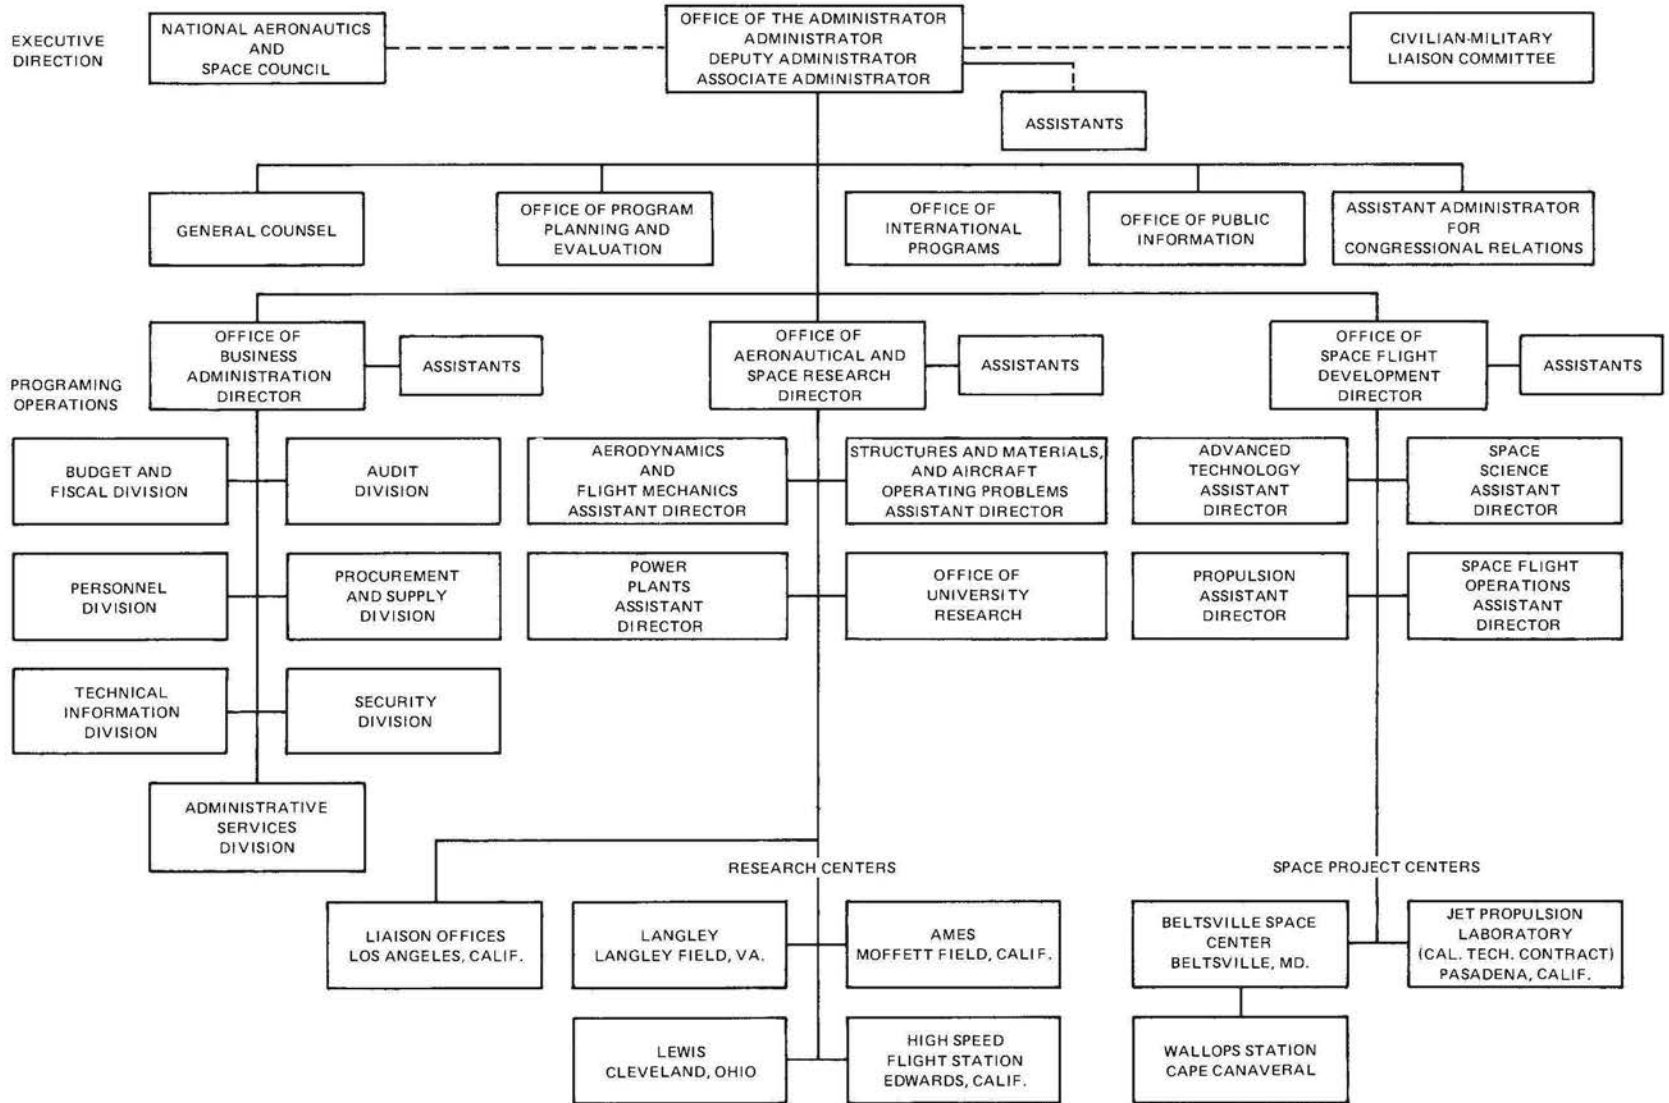 EXECUTIVE
DIRECTION
NATIONAL AERONAUTICS
AND
SPACE COUNCIL
OFFICE OF THE ADMINISTRATOR
ADMINISTRATOR
DEPUTY ADMINISTRATOR
ASSOCIATE ADMINISTRATOR
CIVILIAN-MILITARY
LIAISON COMMITTEE
ASSISTANTS
GENERAL COUNSEL
OFFICE OF PROGRAM
PLANNING AND
EVALUATION
OFFICE OF
INTERNATIONAL
PROGRAMS
OFFICE OF PUBLIC
INFORMATION
ASSISTANT ADMINISTRATOR
FOR
CONGRESSIONAL RELATIONS
PROGRAMING
OPERATIONS
OFFICE OF
BUSINESS
ADMINISTRATION
DIRECTOR
ASSISTANTS
OFFICE OF
AERONAUTICAL AND
SPACE RESEARCH
DIRECTOR
ASSISTANTS
OFFICE OF
SPACE FLIGHT
DEVELOPMENT
DIRECTOR
ASSISTANTS
BUDGET AND
FISCAL DIVISION
AUDIT
DIVISION
AERODYNAMICS
AND
FLIGHT MECHANICS
ASSISTANT DIRECTOR
STRUCTURES AND MATERIALS,
AND AIRCRAFT
OPERATING PROBLEMS
ASSISTANT DIRECTOR
ADVANCED
TECHNOLOGY
ASSISTANT
DIRECTOR
SPACE
SCIENCE
ASSISTANT
DIRECTOR
PERSONNEL
DIVISION
PROCUREMENT
AND SUPPLY
DIVISION
POWER
PLANTS
ASSISTANT
DIRECTOR
OFFICE OF
UNIVERSITY
RESEARCH
PROPULSION
ASSISTANT
DIRECTOR
SPACE FLIGHT
OPERATIONS
ASSISTANT
DIRECTOR
TECHNICAL
INFORMATION
DIVISION
SECURITY
DIVISION
ADMINISTRATIVE
SERVICES
DIVISION
RESEARCH CENTERS
SPACE PROJECT CENTERS
LIAISON OFFICES
LOS ANGELES, CALIF.
LANGLEY
LANGLEY FIELD, VA.
AMES
MOFFETT FIELD, CALIF.
BELTSVILLE SPACE
CENTER
BELTSVILLE, MD.
JET PROPULSION
LABORATORY
(CAL. TECH. CONTRACT)
PASADENA, CALIF.
LEWIS
CLEVELAND, OHIO
HIGH SPEED
FLIGHT STATION
EDWARDS, CALIF.
WALLOPS STATION
CAPE CANAVERAL